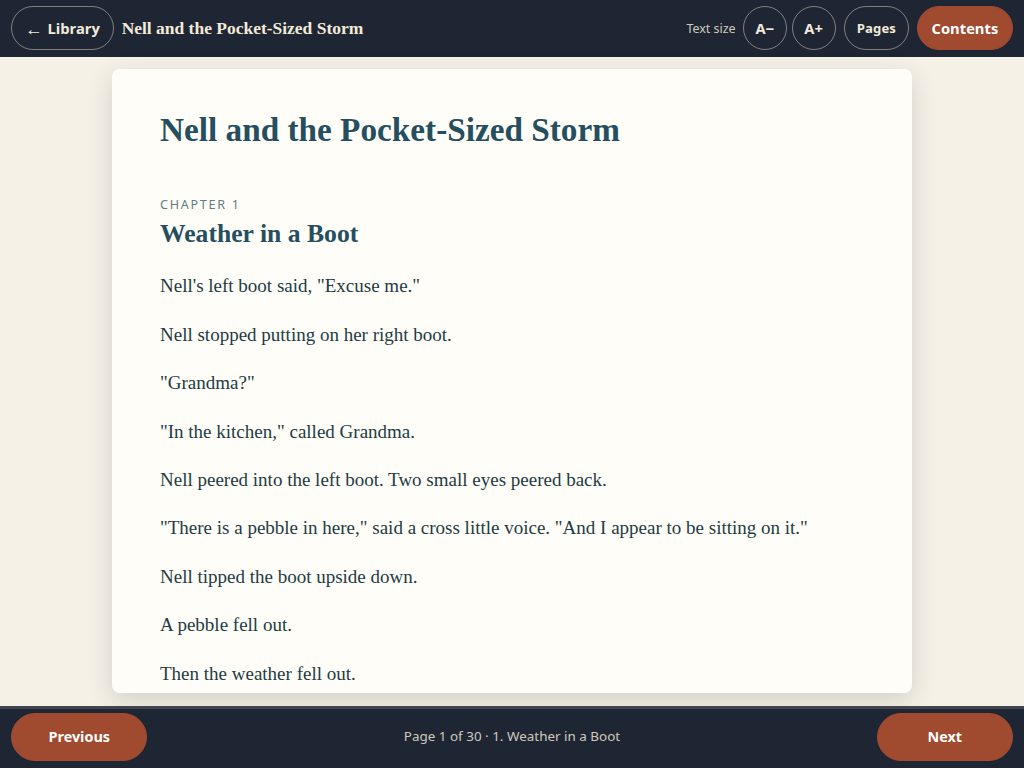 ← Library
Nell and the Pocket-Sized Storm
Text size
A−
A+
Pages
Contents
Nell and the Pocket-Sized Storm
CHAPTER 1
Weather in a Boot
Nell's left boot said, "Excuse me."
Nell stopped putting on her right boot.
"Grandma?"
"In the kitchen," called Grandma.
Nell peered into the left boot. Two small eyes peered back.
"There is a pebble in here," said a cross little voice. "And I appear to be sitting on it."
Nell tipped the boot upside down.
A pebble fell out.
Then the weather fell out.
Previous
Page 1 of 30 · 1. Weather in a Boot
Next